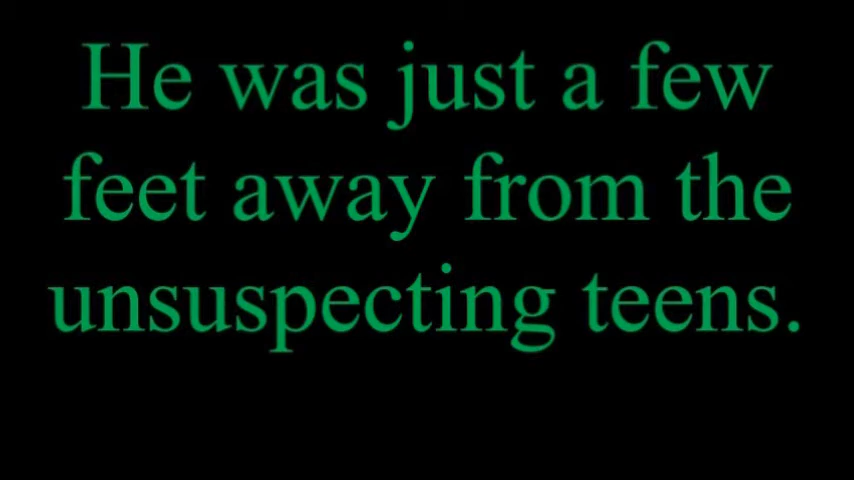 He was just a few
feet away from the
unsuspecting teens.